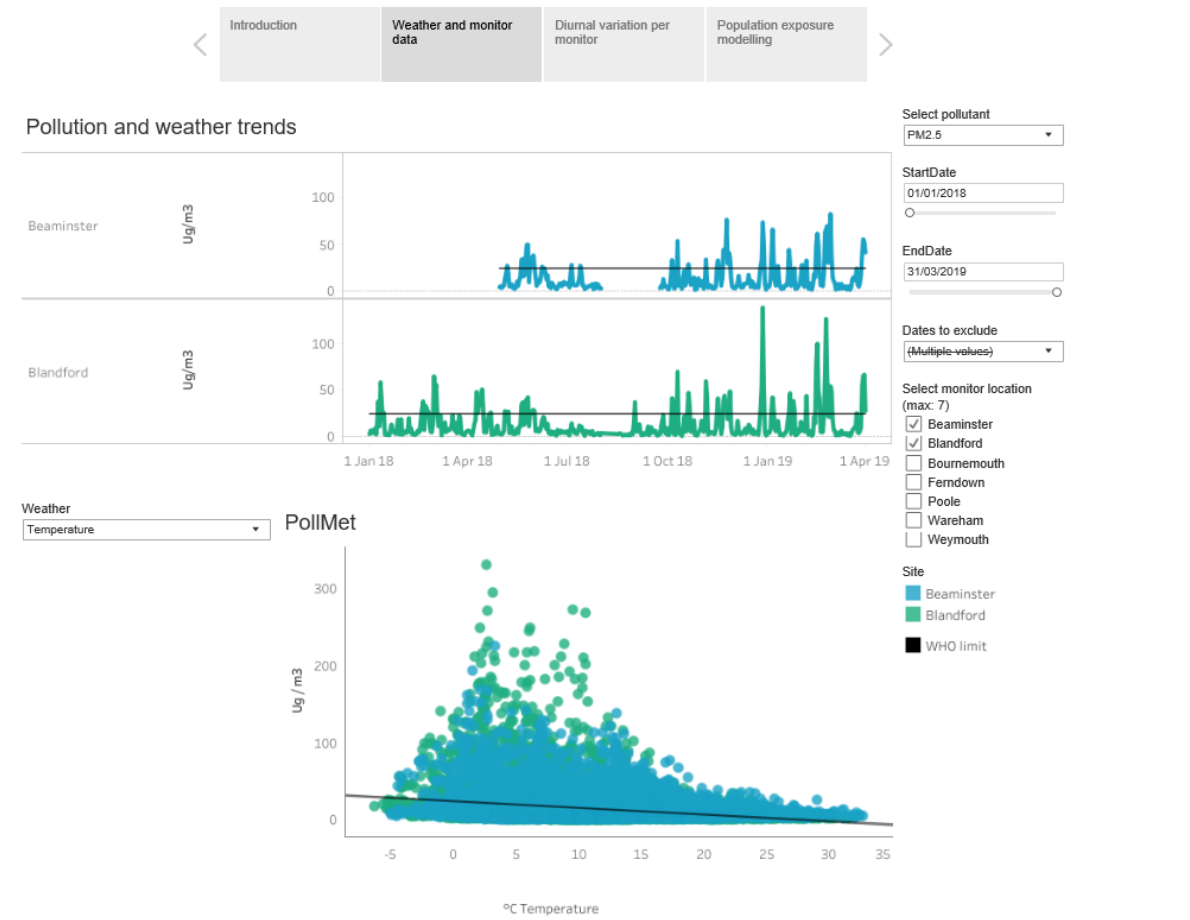 Introduction
Weather and monitor
data
Diurnal variation per
monitor
Population exposure
modelling
Pollution and weather trends
Select pollutant
PM2.5
StartDate
01/01/2018
EndDate
31/03/2019
Dates to exclude
(Multiple values)
Select monitor location
(max: 7)
Beaminster
Blandford
Bournemouth
Ferndown
Poole
Wareham
Weymouth
Site
Beaminster
Blandford
WHO limit
Beaminster
Ug/m3
100
50
0
Blandford
Ug/m3
100
50
0
1 Jan 18
1 Apr 18
1 Jul 18
1 Oct 18
1 Jan 19
1 Apr 19
Weather
Temperature
PollMet
Ug / m3
300
200
100
0
-5
0
5
10
15
20
25
30
35
°C Temperature